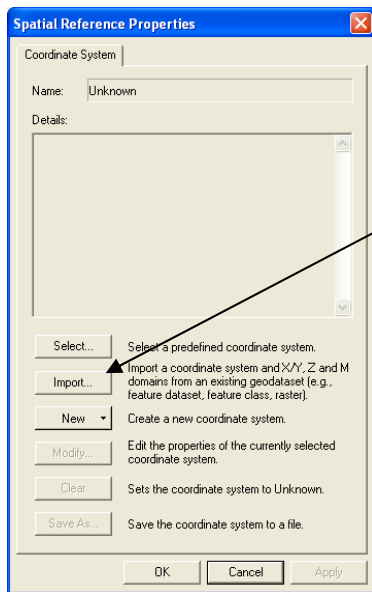 Spatial Reference Properties
Coordinate System
Name: Unknown
Details:
Select... Select a predefined coordinate system.
Import... Import a coordinate system and X/Y, Z and M
domains from an existing geodataset (e.g.,
feature dataset, feature class, raster).
New Create a new coordinate system.
Modify... Edit the properties of the currently selected
coordinate system.
Clear Sets the coordinate system to Unknown.
Save As... Save the coordinate system to a file.
OK Cancel Apply